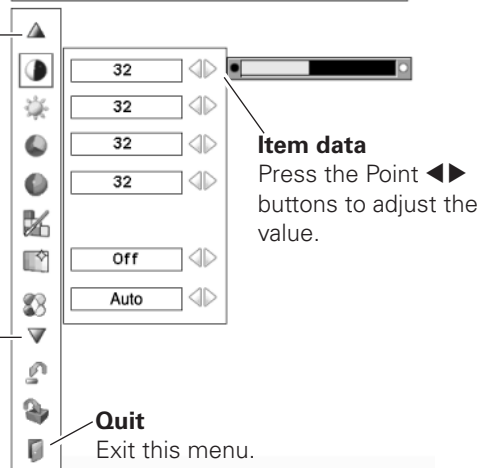 32
32
32
32
Off
Auto
Item data
Press the Point ◀▶
buttons to adjust the
value.
Quit
Exit this menu.